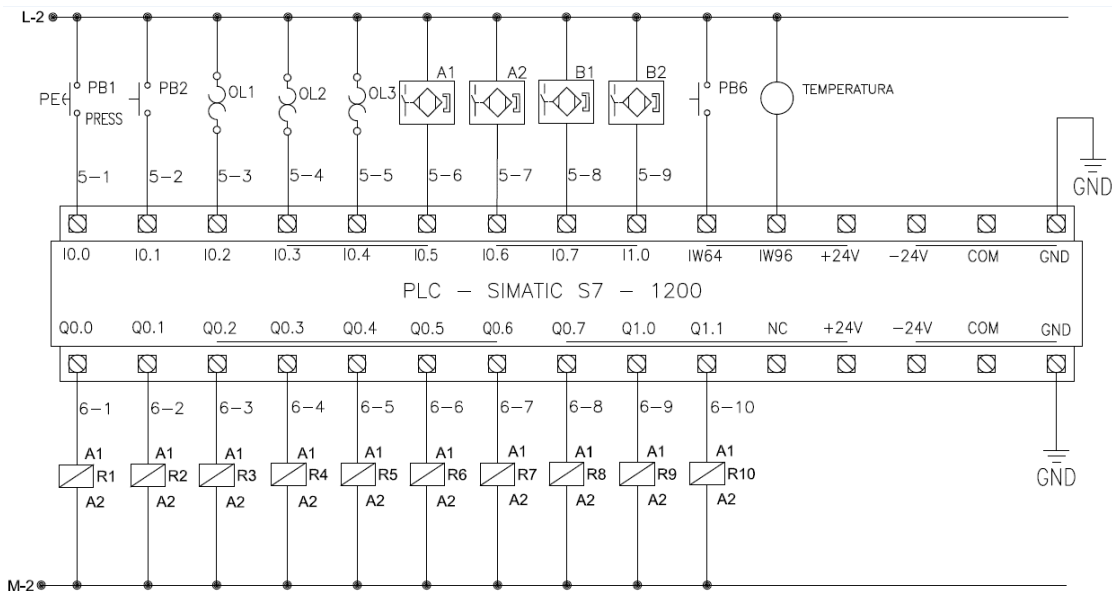 L-2
A1 A2 B1 B2
PE PB1 PB2 OL1 OL2 OL3 PB6 TEMPERATURA
PRESS
5-1 5-2 5-3 5-4 5-5 5-6 5-7 5-8 5-9
GND
I0.0 I0.1 I0.2 I0.3 I0.4 I0.5 I0.6 I0.7 I1.0 IW64 IW96 +24V -24V COM GND
PLC - SIMATIC S7 - 1200
Q0.0 Q0.1 Q0.2 Q0.3 Q0.4 Q0.5 Q0.6 Q0.7 Q1.0 Q1.1 NC +24V -24V COM GND
6-1 6-2 6-3 6-4 6-5 6-6 6-7 6-8 6-9 6-10
A1 A1 A1 A1 A1 A1 A1 A1 A1 A1
R1 R2 R3 R4 R5 R6 R7 R8 R9 R10
GND
A2 A2 A2 A2 A2 A2 A2 A2 A2 A2
M-2